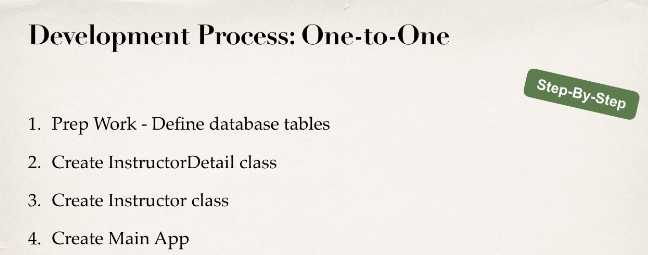 Development Process: One-to-One
Step-By-Step
1. Prep Work - Define database tables
2. Create InstructorDetail class
3. Create Instructor class
4. Create Main App